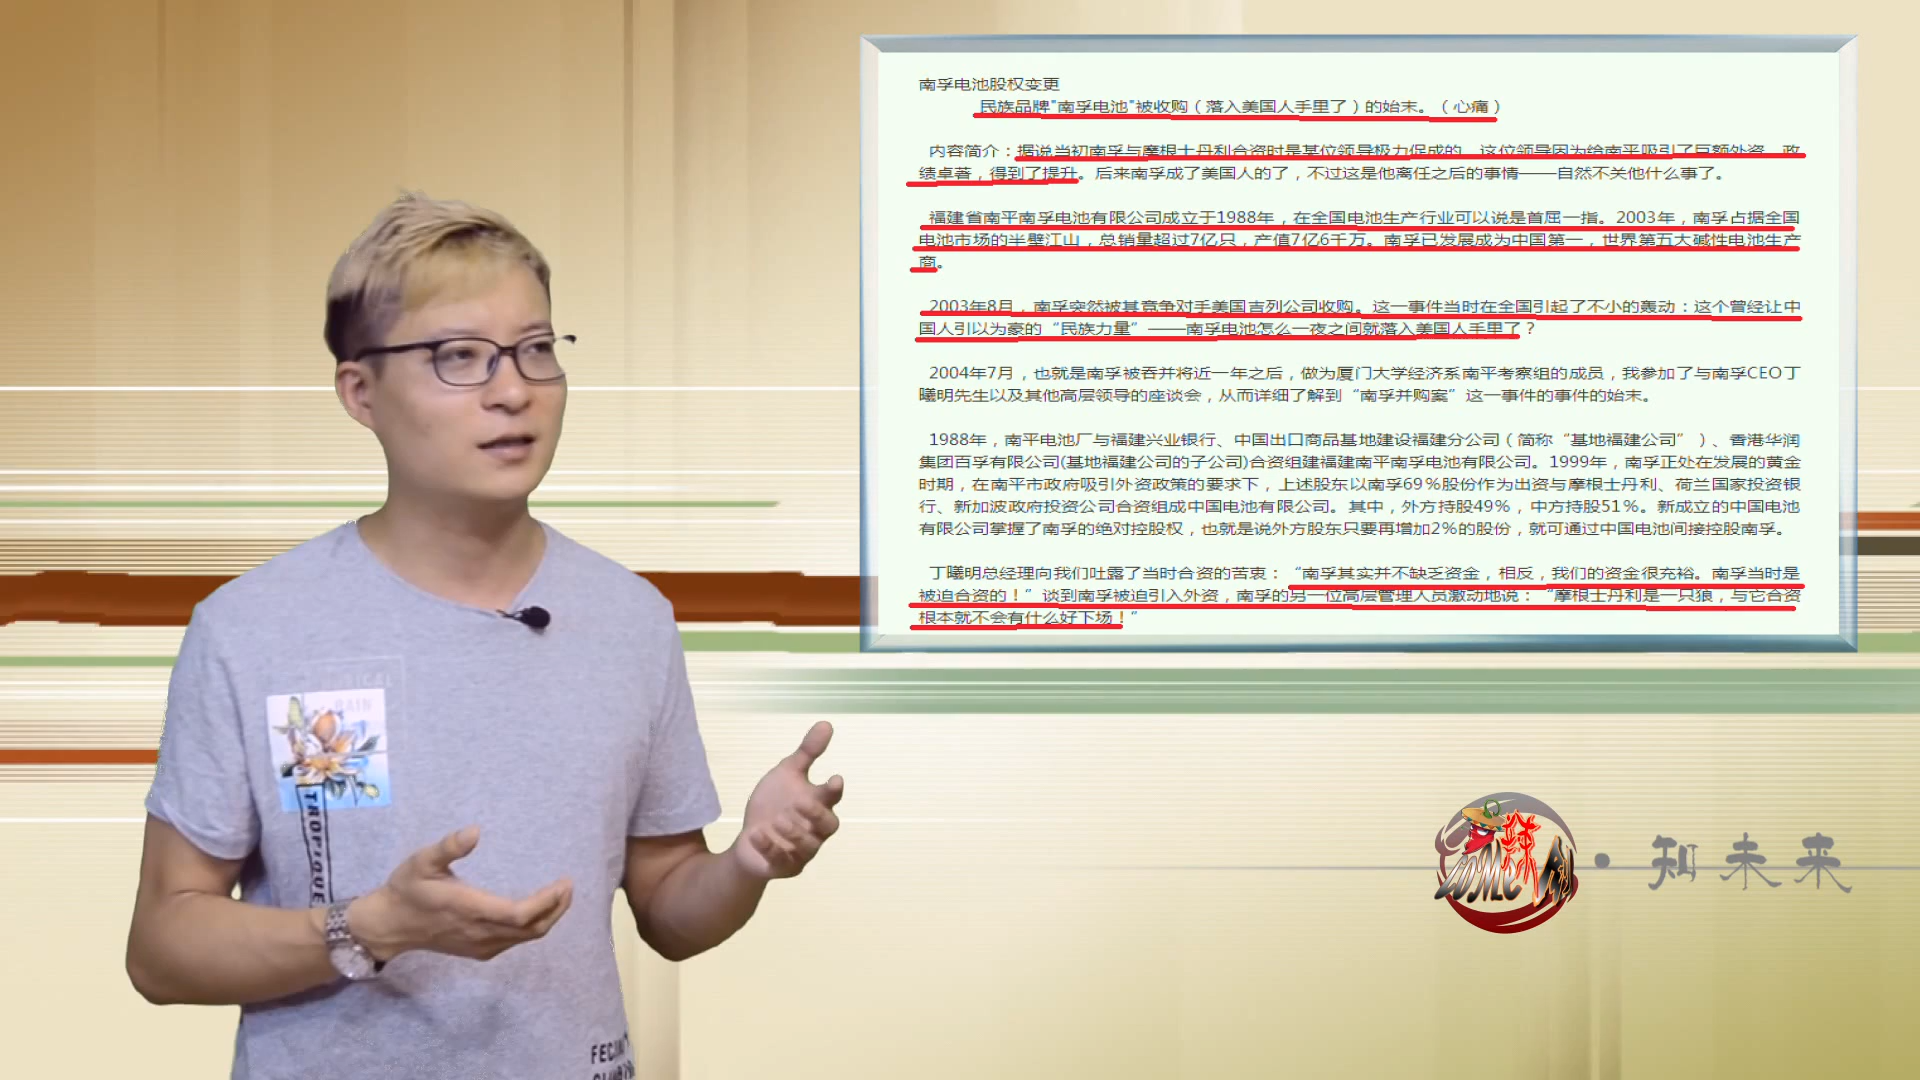 南孚电池股权变更
民族品牌"南孚电池"被收购（落入美国人手里了）的始末。（心痛）
内容简介：据说当初南孚与摩根士丹利合资时是某位领导极力促成的，这位领导因为给南平吸引了巨额外资，政
绩卓著，得到了提升。后来南孚成了美国人的了，不过这是他离任之后的事情——自然不关他什么事了。
福建省南平南孚电池有限公司成立于1988年，在全国电池生产行业可以说是首屈一指。2003年，南孚占据全国
电池市场的半壁江山，总销量超过7亿只，产值7亿6千万。南孚已发展成为中国第一，世界第五大碱性电池生产
商。
2003年8月，南孚突然被其竞争对手美国吉列公司收购。这一事件当时在全国引起了不小的轰动：这个曾经让中
国人引以为豪的“民族力量”——南孚电池怎么一夜之间就落入美国人手里了？
2004年7月，也就是南孚被吞并将近一年之后，做为厦门大学经济系南平考察组的成员，我参加了与南孚CEO丁
曦明先生以及其他高层领导的座谈会，从而详细了解到“南孚并购案”这一事件的事件的始末。
1988年，南平电池厂与福建兴业银行、中国出口商品基地建设福建分公司（简称“基地福建公司”）、香港华润
集团百孚有限公司(基地福建公司的子公司)合资组建福建南平南孚电池有限公司。1999年，南孚正处在发展的黄金
时期，在南平市政府吸引外资政策的要求下，上述股东以南孚69%股份作为出资与摩根士丹利、荷兰国家投资银
行、新加波政府投资公司合资组成中国电池有限公司。其中，外方持股49%，中方持股51%。新成立的中国电池
有限公司掌握了南孚的绝对控股权，也就是说外方股东只要再增加2%的股份，就可通过中国电池间接控股南孚。
丁曦明总经理向我们吐露了当时合资的苦衷：“南孚其实并不缺乏资金，相反，我们的资金很充裕。南孚当时是
被迫合资的！”谈到南孚被迫引入外资，南孚的另一位高层管理人员激动地说：“摩根士丹利是一只狼，与它合资
根本就不会有什么好下场！”
TROPIQUE
辣
·知未来